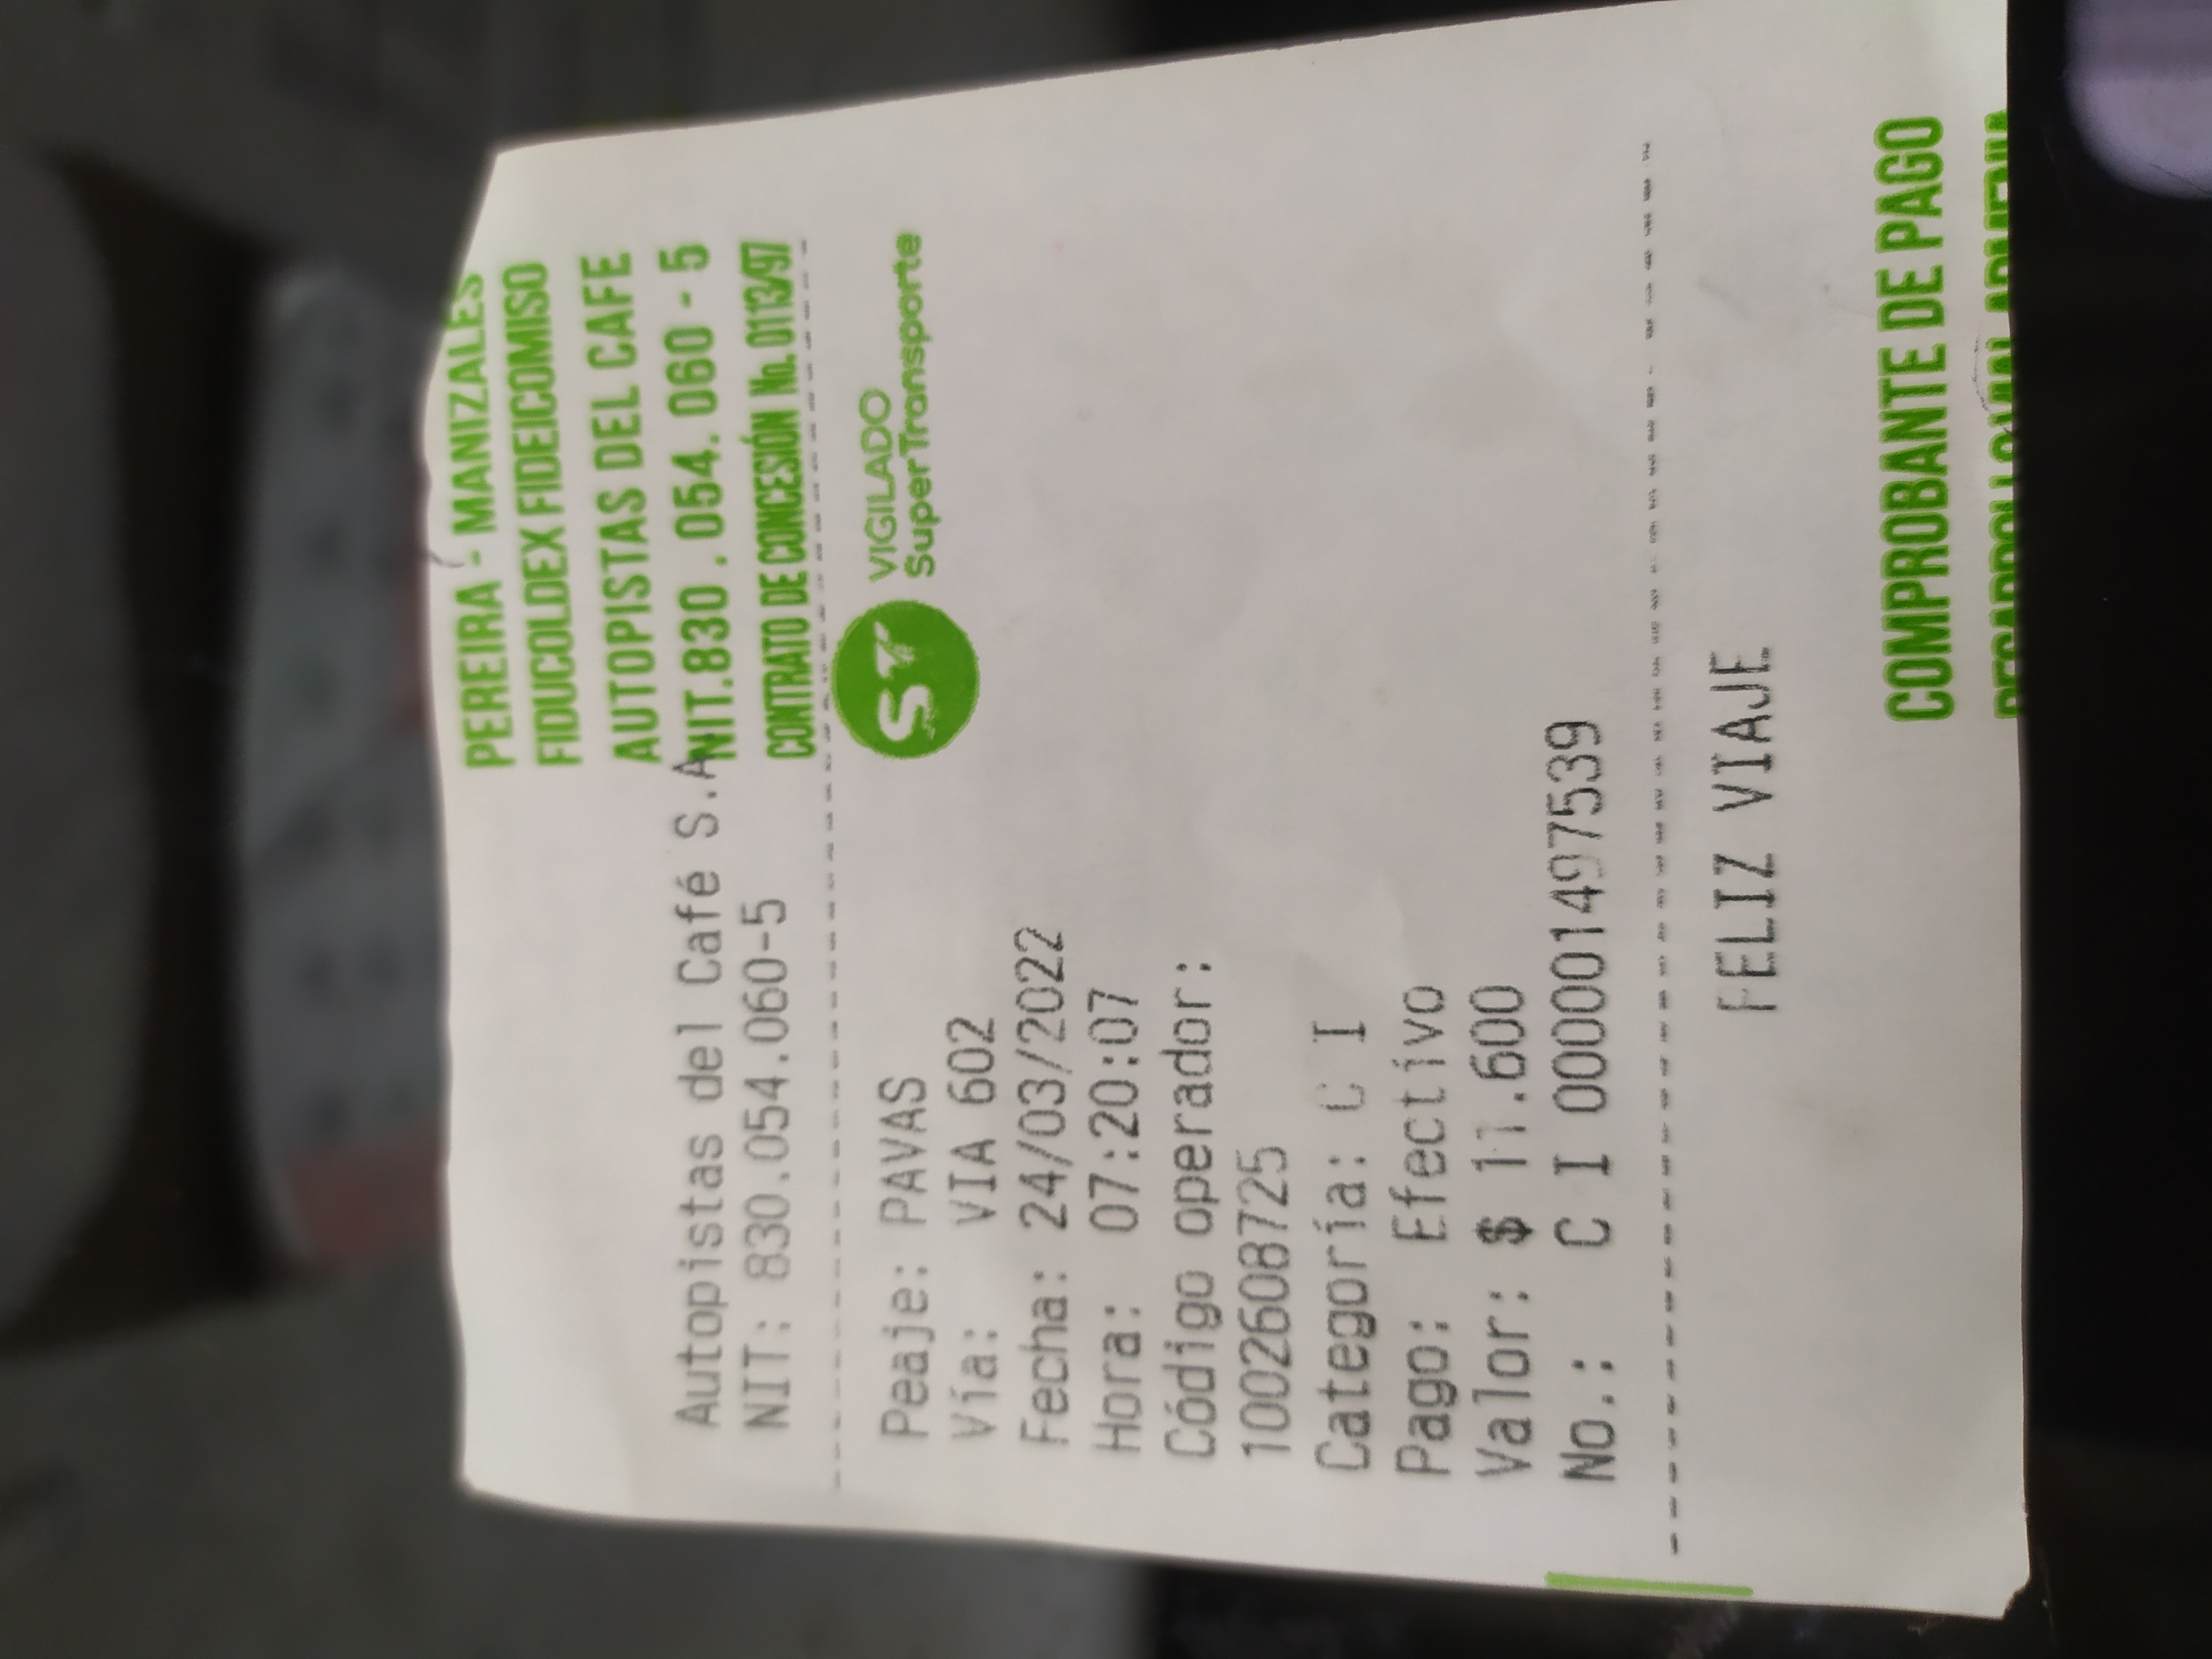 PEREIRA - MANIZALES
FIDUCOLDEX FIDEICOMISO
AUTOPISTAS DEL CAFE
NIT.830.054.060 - 5
CONTRATO DE CONCESIÓN No. 0113/97
Autopistas del Café S.A
NIT: 830.054.060-5
VIGILADO
SuperTransporte
ST
Peaje: PAVAS
Vía: VIA 602
Fecha: 24/03/2022
Hora: 07:20:07
Código operador:
1002608725
Categoría: C I
Pago: Efectivo
Valor: $ 11.600
No.: C I 000001497539
FELIZ VIAJE
COMPROBANTE DE PAGO